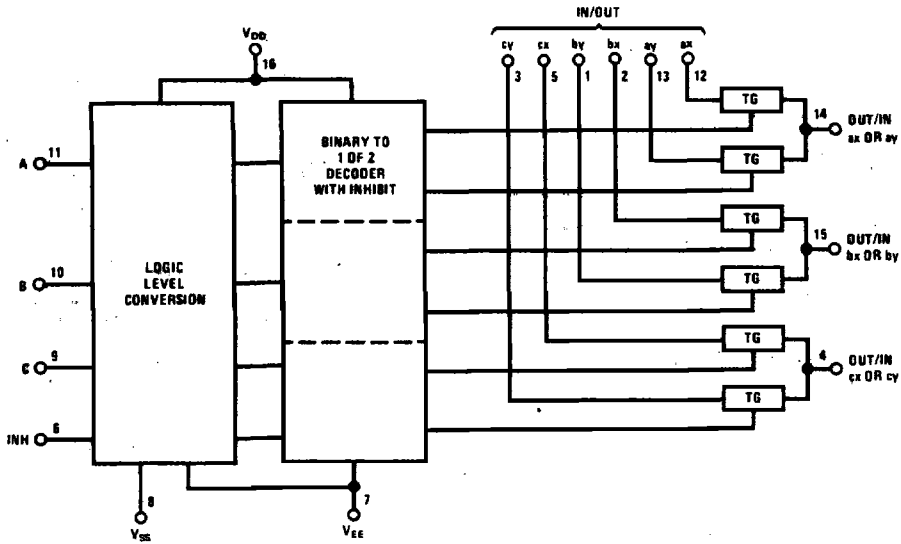 IN/OUT
cy cx by bx ay ax
3 5 1 2 13 12
VDD
16
A 11
B 10
C 9
INH 6
LOGIC
LEVEL
CONVERSION
BINARY TO
1 OF 2
DECODER
WITH INHIBIT
TG
TG
TG
TG
TG
TG
14 OUT/IN
ax OR ay
15 OUT/IN
bx OR by
4 OUT/IN
cx OR cy
8
VSS
7
VEE